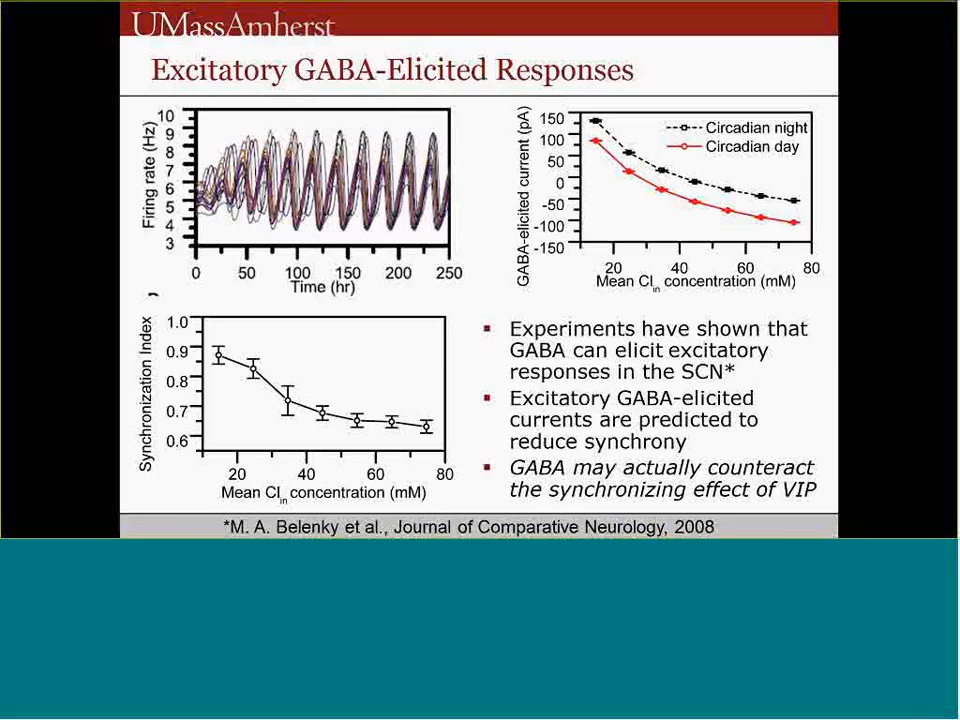 UMassAmherst
Excitatory GABA-Elicited Responses
Firing rate (Hz)
10
9
8
7
6
5
4
3
0 50 100 150 200 250
Time (hr)
GABA-elicited current (pA)
150
100
50
0
-50
-100
-150
Circadian night
Circadian day
20 40 60 80
Mean Cl_in concentration (mM)
Synchronization Index
1.0
0.9
0.8
0.7
0.6
20 40 60 80
Mean Cl_in concentration (mM)
▪ Experiments have shown that
GABA can elicit excitatory
responses in the SCN*
▪ Excitatory GABA-elicited
currents are predicted to
reduce synchrony
▪ GABA may actually counteract
the synchronizing effect of VIP
*M. A. Belenky et al., Journal of Comparative Neurology, 2008